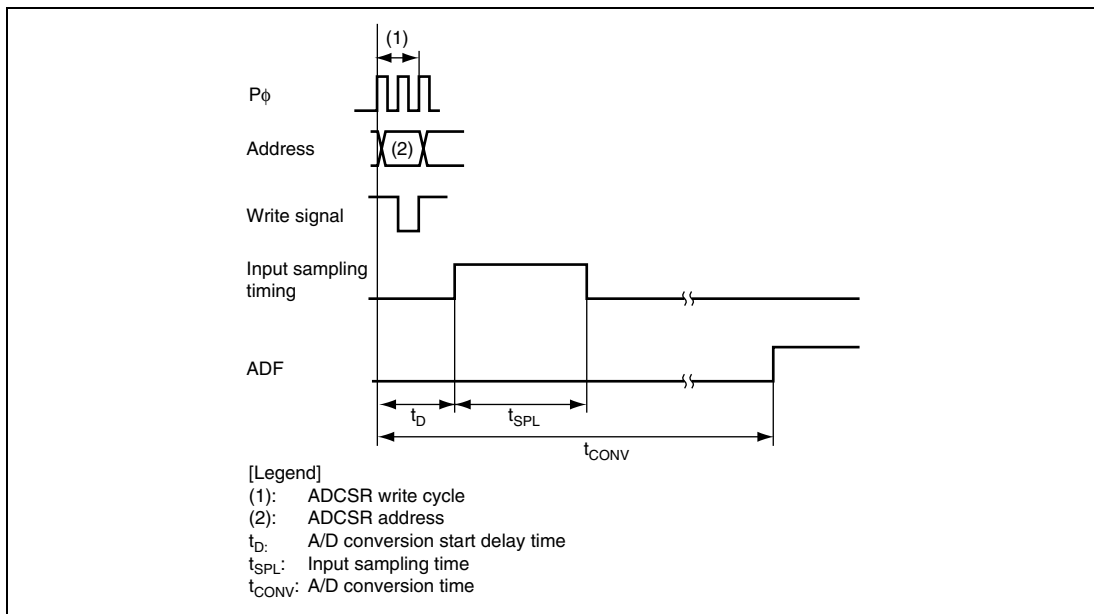 (1)
Pϕ
Address
(2)
Write signal
Input sampling
timing
ADF
tD
tSPL
tCONV
[Legend]
(1): ADCSR write cycle
(2): ADCSR address
tD: A/D conversion start delay time
tSPL: Input sampling time
tCONV: A/D conversion time